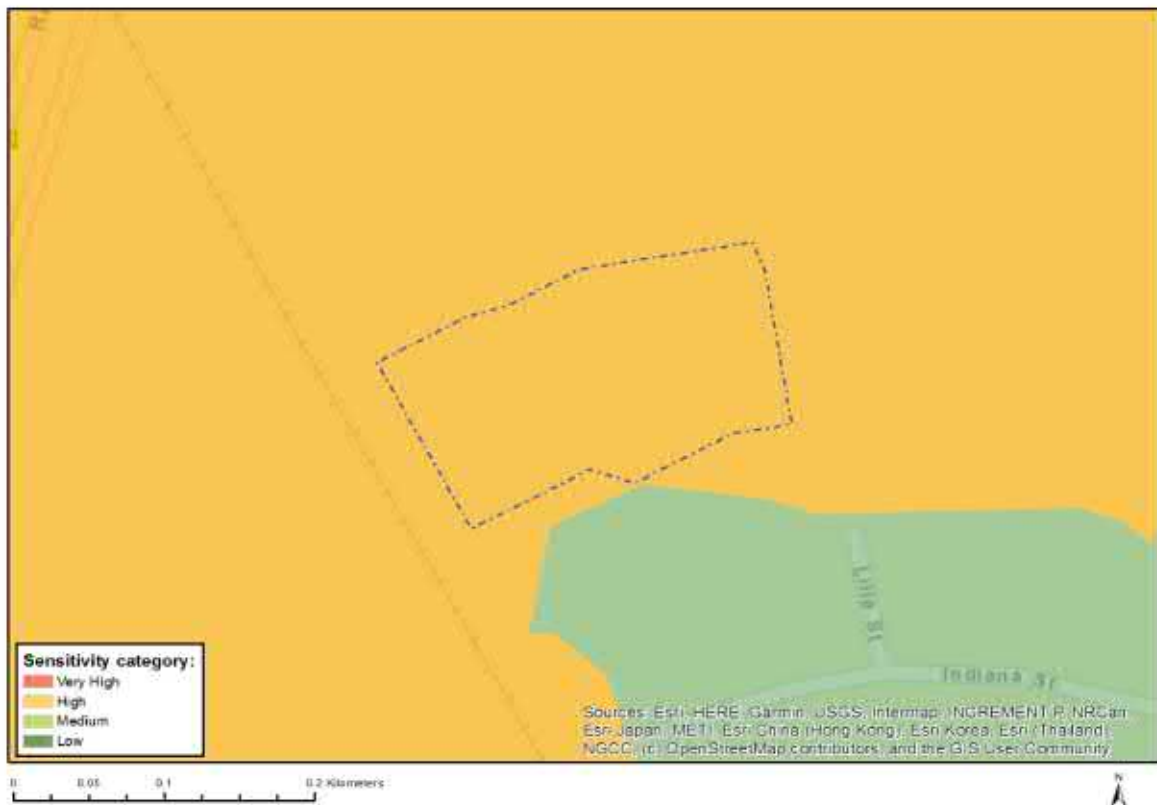 Lille St
Indiana St
Sensitivity category:
Very High
High
Medium
Low
Sources: Esri, HERE, Garmin, USGS, Intermap, INCREMENT P, NRCan,
Esri Japan, METI, Esri China (Hong Kong), Esri Korea, Esri (Thailand),
NGCC, (c) OpenStreetMap contributors, and the GIS User Community
0 0.05 0.1 0.2 Kilometers
N